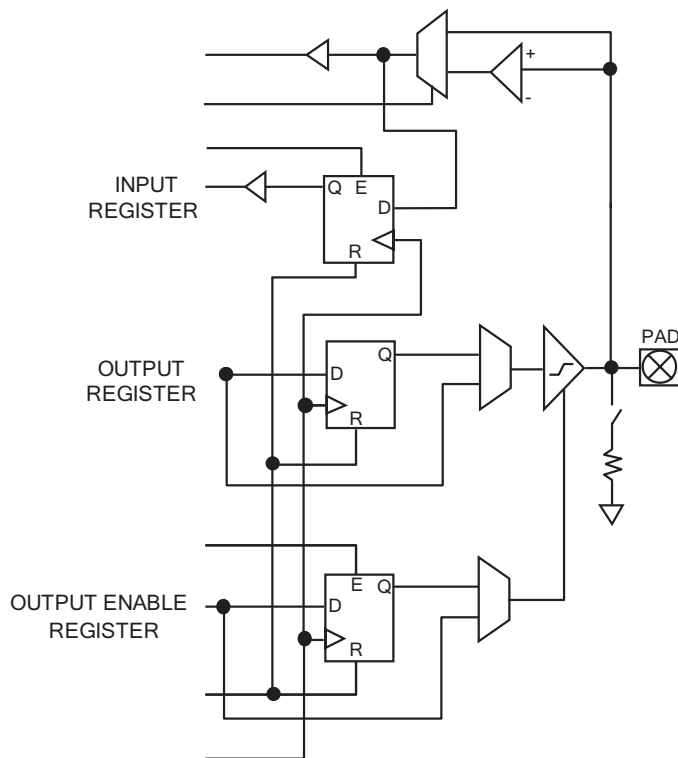 +
-
Q E
INPUT
REGISTER
D
R
PAD
Q
OUTPUT
REGISTER
D
R
E Q
OUTPUT ENABLE
REGISTER
D
R